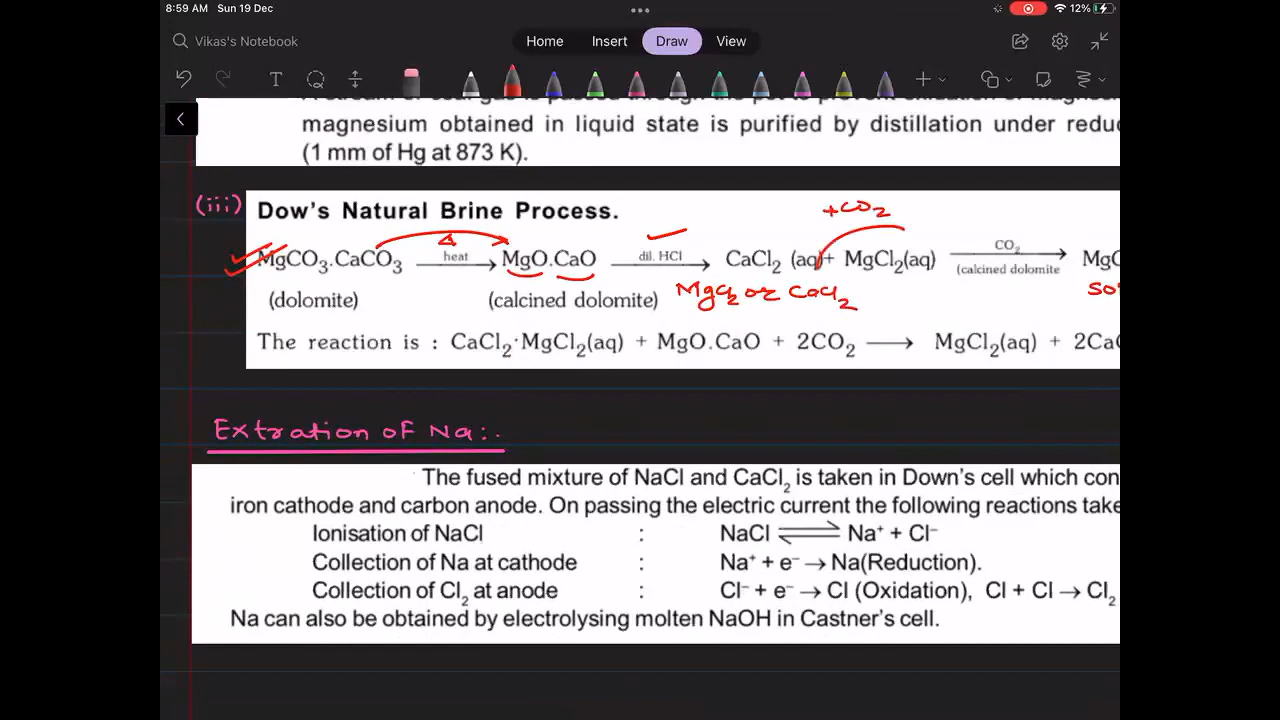 8:59 AM Sun 19 Dec
12%
Vikas's Notebook
Home Insert Draw View
magnesium obtained in liquid state is purified by distillation under redu
(1 mm of Hg at 873 K).
(iii) Dow's Natural Brine Process.
+CO2
Δ
MgCO₃.CaCO₃ heat → MgO.CaO dil. HCl → CaCl₂ (aq)+ MgCl₂(aq) CO₂ (calcined dolomite → MgC
(dolomite) (calcined dolomite) MgCl2 or CaCl2 so
The reaction is : CaCl₂·MgCl₂(aq) + MgO.CaO + 2CO₂ → MgCl₂(aq) + 2Ca
Extration of Na:.
The fused mixture of NaCl and CaCl₂ is taken in Down's cell which con
iron cathode and carbon anode. On passing the electric current the following reactions take
Ionisation of NaCl : NaCl ⇌ Na⁺ + Cl⁻
Collection of Na at cathode : Na⁺ + e⁻ → Na(Reduction).
Collection of Cl₂ at anode : Cl⁻ + e⁻ → Cl (Oxidation), Cl + Cl → Cl₂
Na can also be obtained by electrolysing molten NaOH in Castner's cell.